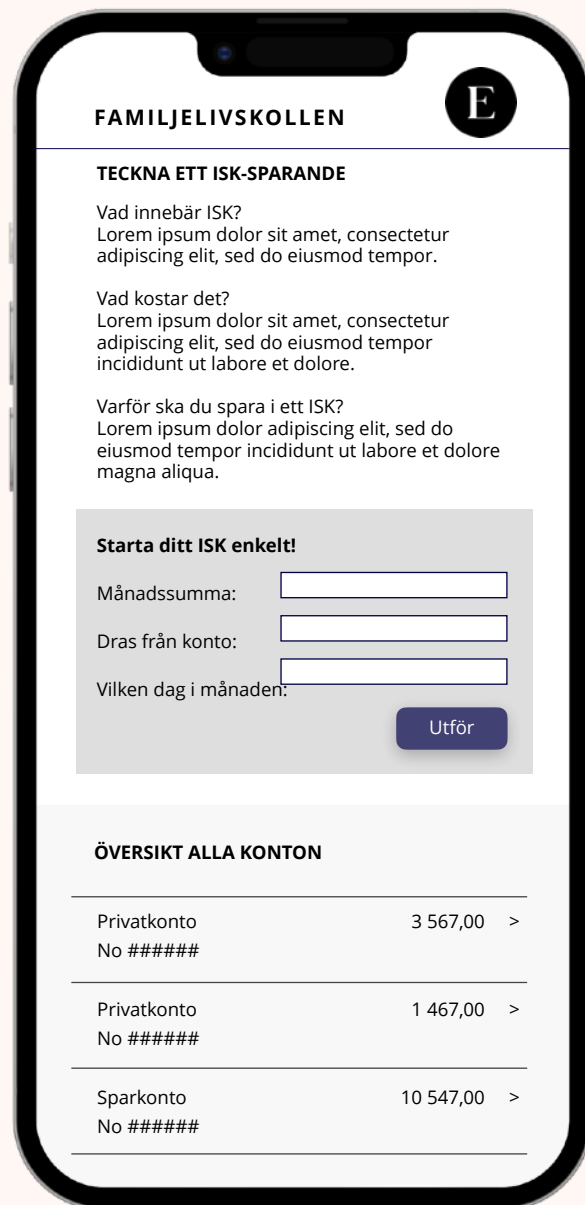 FAMILJELIVSKOLLEN
E
TECKNA ETT ISK-SPARANDE
Vad innebär ISK?
Lorem ipsum dolor sit amet, consectetur
adipiscing elit, sed do eiusmod tempor.
Vad kostar det?
Lorem ipsum dolor sit amet, consectetur
adipiscing elit, sed do eiusmod tempor
incididunt ut labore et dolore.
Varför ska du spara i ett ISK?
Lorem ipsum dolor adipiscing elit, sed do
eiusmod tempor incididunt ut labore et dolore
magna aliqua.
Starta ditt ISK enkelt!
Månadssumma:
Dras från konto:
Vilken dag i månaden:
Utför
ÖVERSIKT ALLA KONTON
Privatkonto 3 567,00 >
No ######
Privatkonto 1 467,00 >
No ######
Sparkonto 10 547,00 >
No ######